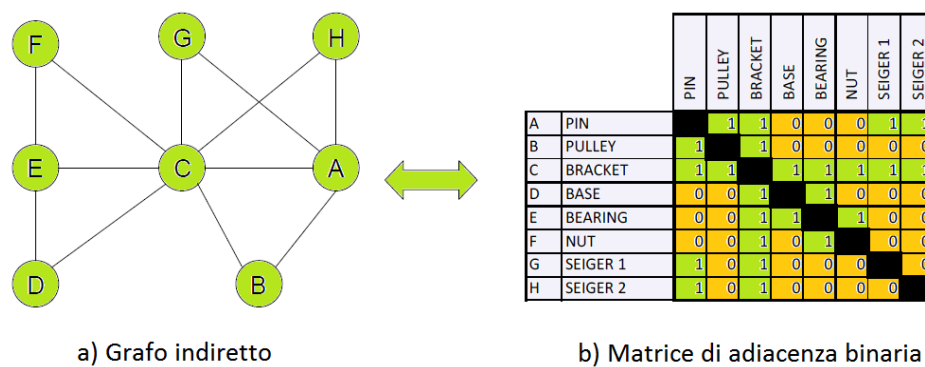 F G H
E C A
D B
a) Grafo indiretto
PIN PULLEY BRACKET BASE BEARING NUT SEIGER 1 SEIGER 2
A PIN 1 1 0 0 0 1 1
B PULLEY 1 1 0 0 0 0 0
C BRACKET 1 1 1 1 1 1 1
D BASE 0 0 1 1 0 0 0
E BEARING 0 0 1 1 1 0 0
F NUT 0 0 1 0 1 0 0
G SEIGER 1 1 0 1 0 0 0 0
H SEIGER 2 1 0 1 0 0 0 0
b) Matrice di adiacenza binaria